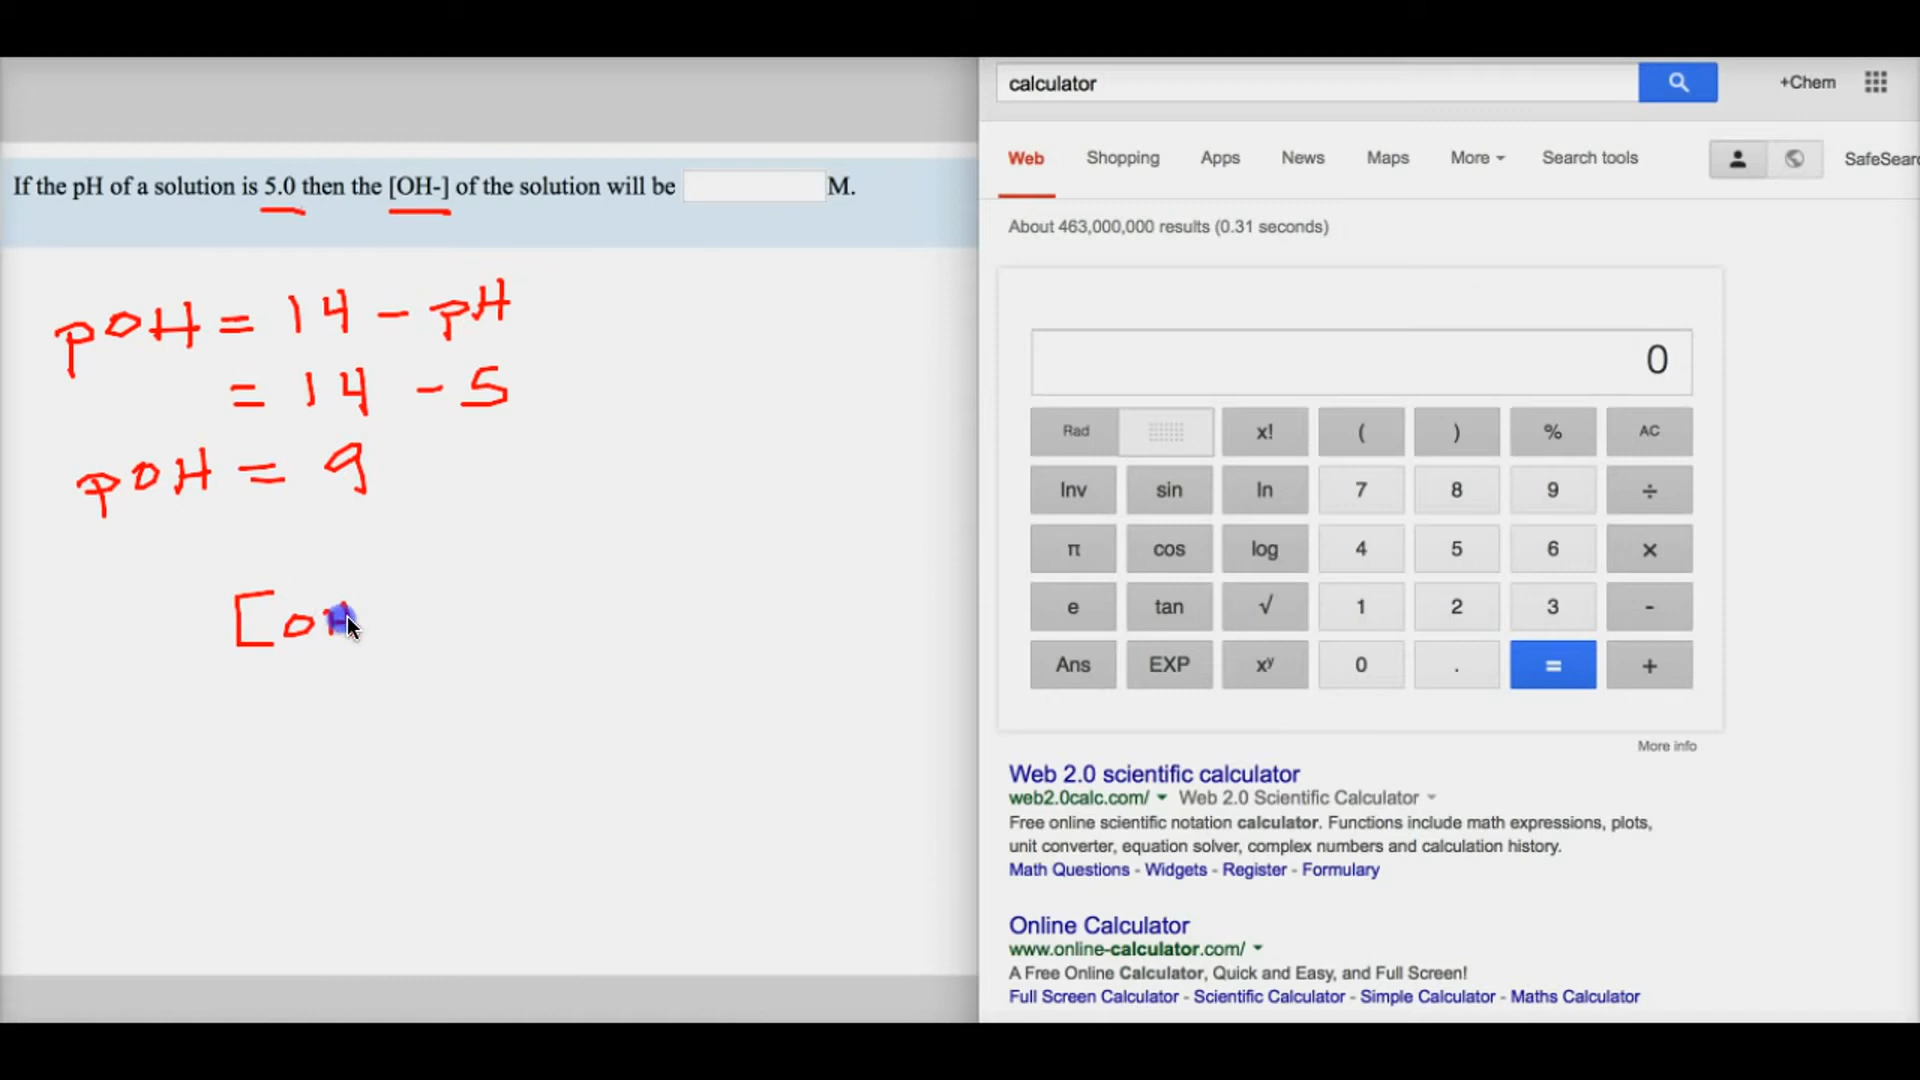 If the pH of a solution is 5.0 then the [OH-] of the solution will be M.
pOH = 14 - pH
= 14 - 5
pOH = 9
[OH
calculator
+Chem
Web Shopping Apps News Maps More Search tools SafeSearc
About 463,000,000 results (0.31 seconds)
0
Rad x! ( ) % AC
Inv sin ln 7 8 9 ÷
π cos log 4 5 6 ×
e tan √ 1 2 3 -
Ans EXP xʸ 0 . = +
More info
Web 2.0 scientific calculator
web2.0calc.com/ Web 2.0 Scientific Calculator
Free online scientific notation calculator. Functions include math expressions, plots,
unit converter, equation solver, complex numbers and calculation history.
Math Questions - Widgets - Register - Formulary
Online Calculator
www.online-calculator.com/
A Free Online Calculator, Quick and Easy, and Full Screen!
Full Screen Calculator - Scientific Calculator - Simple Calculator - Maths Calculator